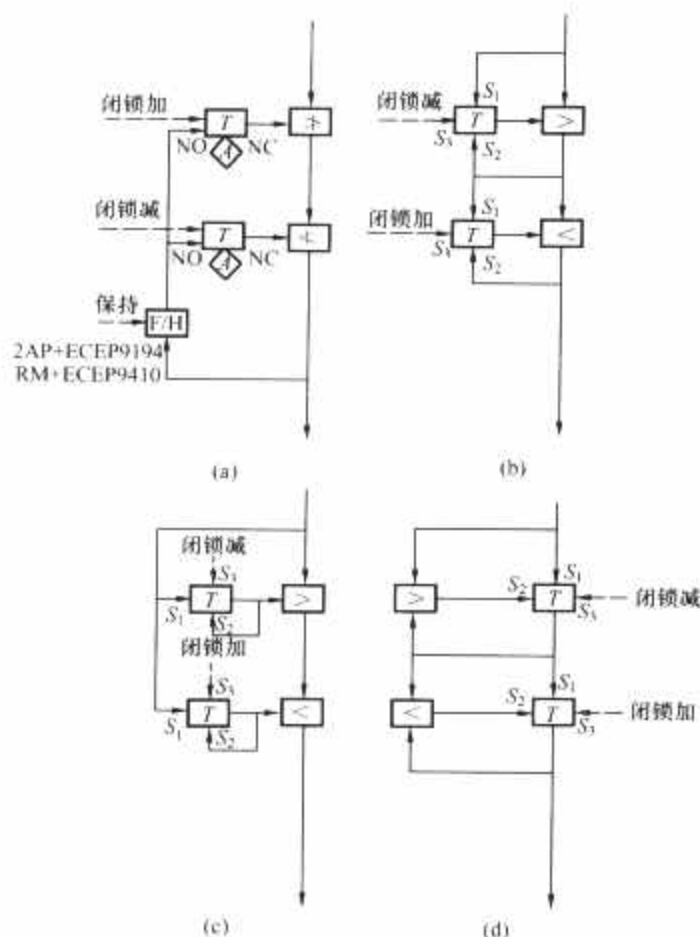 闭锁加
T
≯
NO
A
NC
闭锁减
T
≮
NO
A
NC
保持
F/H
2AP+ECEP9194
RM+ECEP9410
(a)
S₁
闭锁减
T
>
S₃
S₂
S₁
闭锁加
T
<
S₃
S₂
(b)
闭锁减
S₃
T
>
S₁
S₂
闭锁加
S₃
T
<
S₁
S₂
(c)
S₁
>
S₂
T
闭锁减
S₃
S₁
<
S₂
T
闭锁加
S₃
(d)